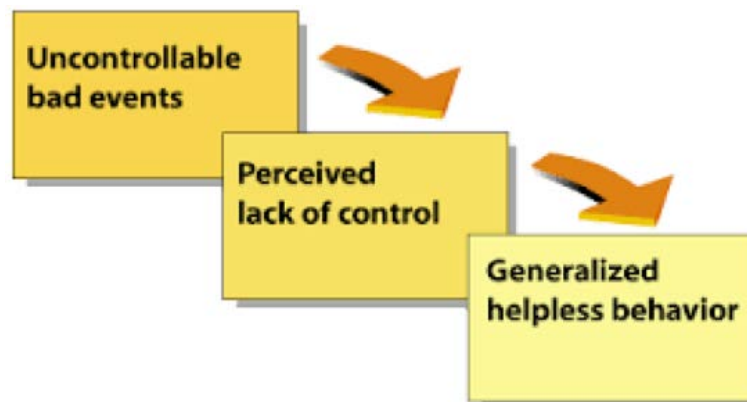 Uncontrollable
bad events
Perceived
lack of control
Generalized
helpless behavior